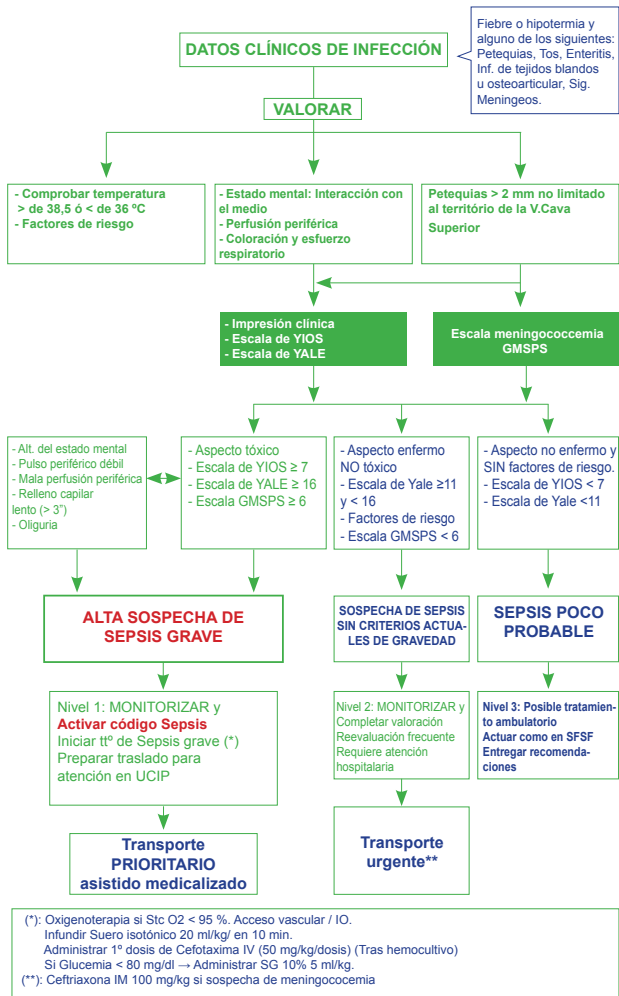 DATOS CLÍNICOS DE INFECCIÓN
Fiebre o hipotermia y
alguno de los siguientes:
Petequias, Tos, Enteritis,
Inf. de tejidos blandos
u osteoarticular, Sig.
Meningeos.
VALORAR
- Comprobar temperatura
> de 38,5 ó < de 36 ºC
- Factores de riesgo
- Estado mental: Interacción con
el medio
- Perfusión periférica
- Coloración y esfuerzo
respiratorio
Petequias > 2 mm no limitado
al território de la V.Cava
Superior
- Impresión clínica
- Escala de YIOS
- Escala de YALE
Escala meningococcemia
GMSPS
- Alt. del estado mental
- Pulso periférico débil
- Mala perfusión periférica
- Relleno capilar
lento (> 3")
- Oliguria
- Aspecto tóxico
- Escala de YIOS ≥ 7
- Escala de YALE ≥ 16
- Escala GMSPS ≥ 6
- Aspecto enfermo
NO tóxico
- Escala de Yale ≥11
y < 16
- Factores de riesgo
- Escala GMSPS < 6
- Aspecto no enfermo y
SIN factores de riesgo.
- Escala de YIOS < 7
- Escala de Yale <11
ALTA SOSPECHA DE
SEPSIS GRAVE
SOSPECHA DE SEPSIS
SIN CRITERIOS ACTUA-
LES DE GRAVEDAD
SEPSIS POCO
PROBABLE
Nivel 1: MONITORIZAR y
Activar código Sepsis
Iniciar ttº de Sepsis grave (*)
Preparar traslado para
atención en UCIP
Nivel 2: MONITORIZAR y
Completar valoración
Reevaluación frecuente
Requiere atención
hospitalaria
Nivel 3: Posible tratamien-
to ambulatorio
Actuar como en SFSF
Entregar recomenda-
ciones
Transporte
PRIORITARIO
asistido medicalizado
Transporte
urgente**
(*): Oxigenoterapia si Stc O2 < 95 %. Acceso vascular / IO.
Infundir Suero isotónico 20 ml/kg/ en 10 min.
Administrar 1º dosis de Cefotaxima IV (50 mg/kg/dosis) (Tras hemocultivo)
Si Glucemia < 80 mg/dl → Administrar SG 10% 5 ml/kg.
(**): Ceftriaxona IM 100 mg/kg si sospecha de meningococemia